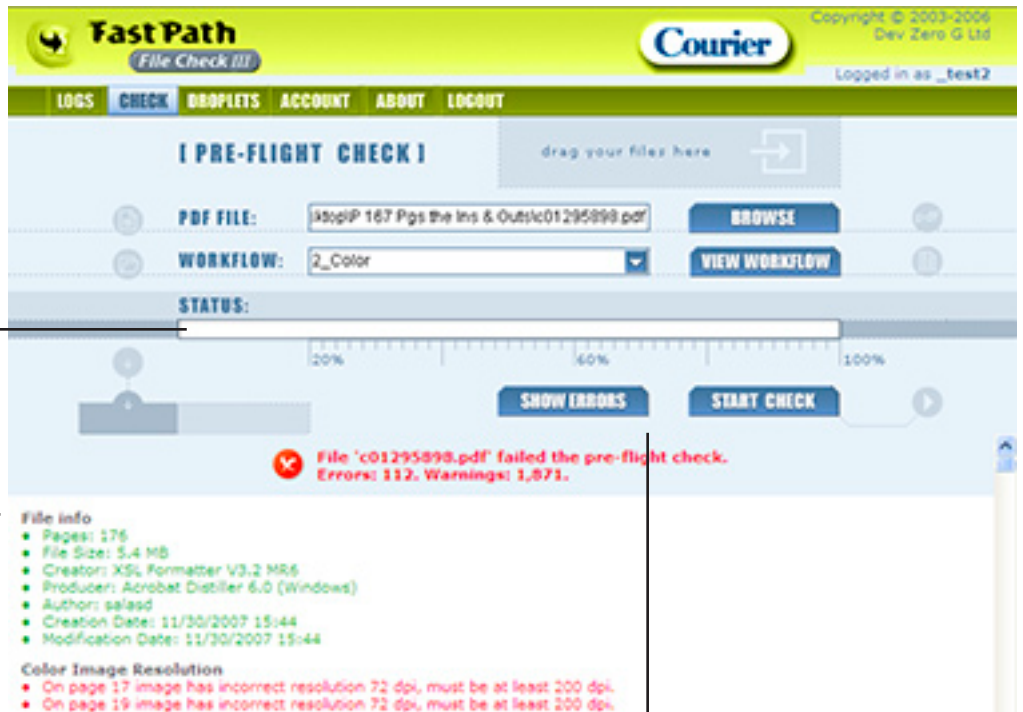 Fast Path
File Check III
Courier
Copyright © 2003-2006
Dev Zero G Ltd
Logged in as _test2
LOGS CHECK DROPLETS ACCOUNT ABOUT LOGOUT
[ PRE-FLIGHT CHECK ]
drag your files here
PDF FILE: ktop\P 167 Pgs the Ins & Outs\c01295898.pdf BROWSE
WORKFLOW: 2_Color VIEW WORKFLOW
STATUS:
20% 60% 100%
SHOW ERRORS START CHECK
File 'c01295898.pdf' failed the pre-flight check.
Errors: 112. Warnings: 1,871.
File info
• Pages: 176
• File Size: 5.4 MB
• Creator: XSL Formatter V3.2 MR6
• Producer: Acrobat Distiller 6.0 (Windows)
• Author: salasd
• Creation Date: 11/30/2007 15:44
• Modification Date: 11/30/2007 15:44
Color Image Resolution
• On page 17 image has incorrect resolution 72 dpi, must be at least 200 dpi.
• On page 19 image has incorrect resolution 72 dpi, must be at least 200 dpi.